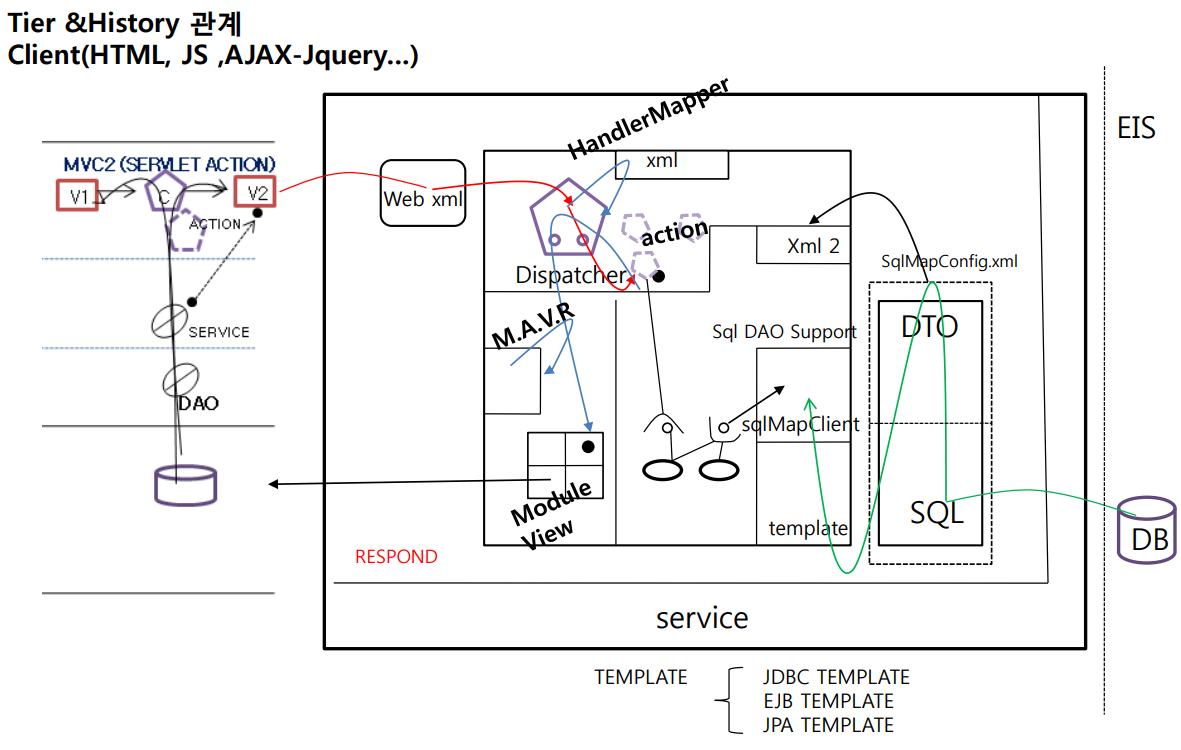 Tier &History 관계
Client(HTML, JS ,AJAX-Jquery...)
EIS
HandlerMapper
xml
MVC2 (SERVLET ACTION)
V1
C
V2
Web xml
ACTION
action
Xml 2
Dispatcher
SqlMapConfig.xml
M.A.V.R
Sql DAO Support
DTO
SERVICE
DAO
sqlMapClient
Module
View
template
SQL
DB
RESPOND
service
TEMPLATE
JDBC TEMPLATE
EJB TEMPLATE
JPA TEMPLATE